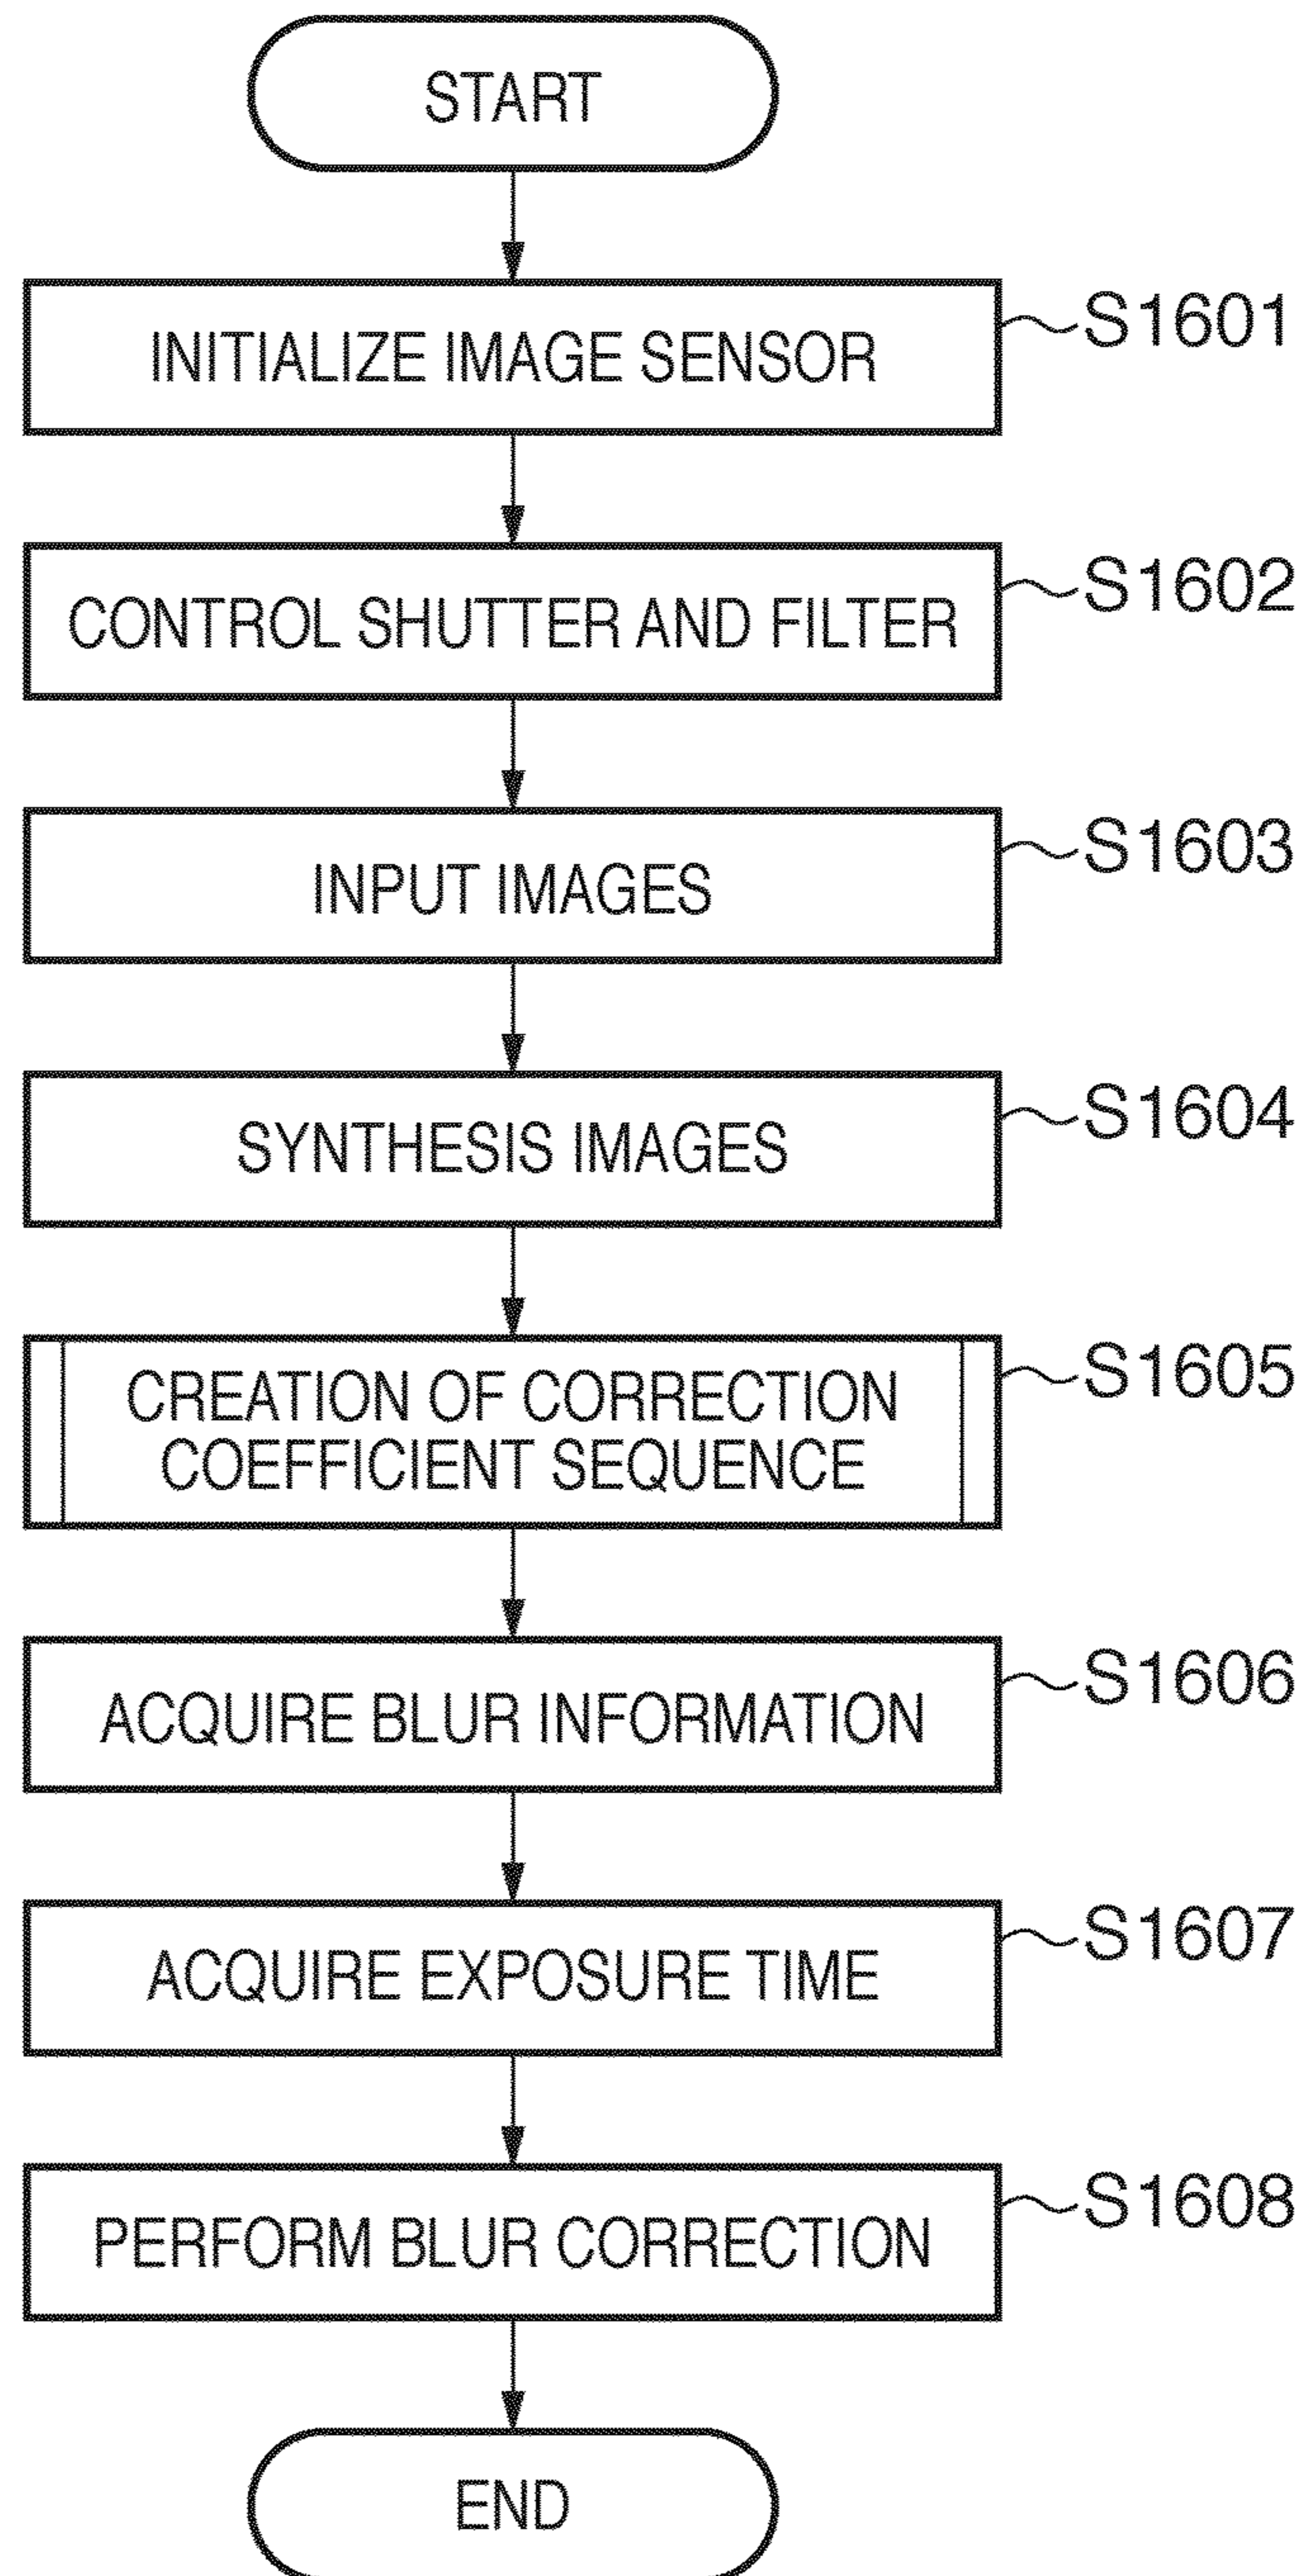 START
INITIALIZE IMAGE SENSOR
S1601
CONTROL SHUTTER AND FILTER
S1602
INPUT IMAGES
S1603
SYNTHESIS IMAGES
S1604
CREATION OF CORRECTION
COEFFICIENT SEQUENCE
S1605
ACQUIRE BLUR INFORMATION
S1606
ACQUIRE EXPOSURE TIME
S1607
PERFORM BLUR CORRECTION
S1608
END